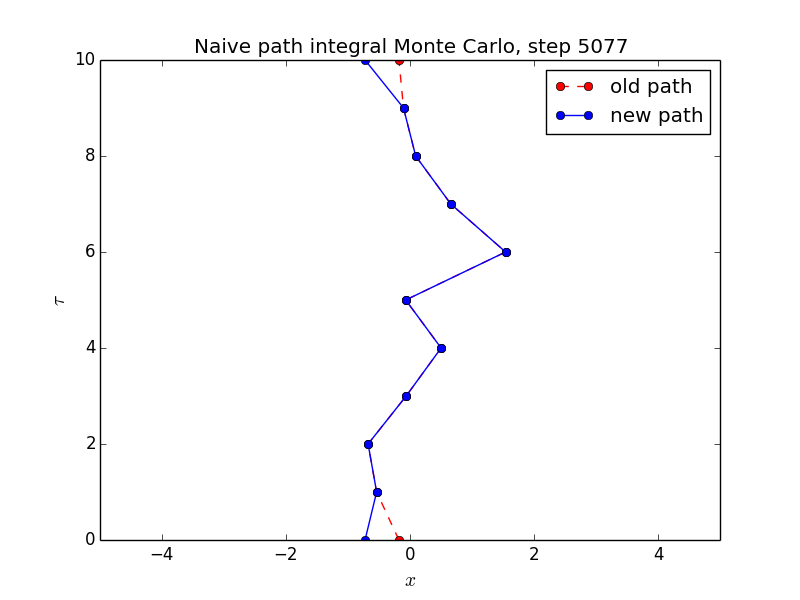 Naive path integral Monte Carlo, step 5077
old path
new path
10
8
6
4
2
0
τ
−4 −2 0 2 4
x